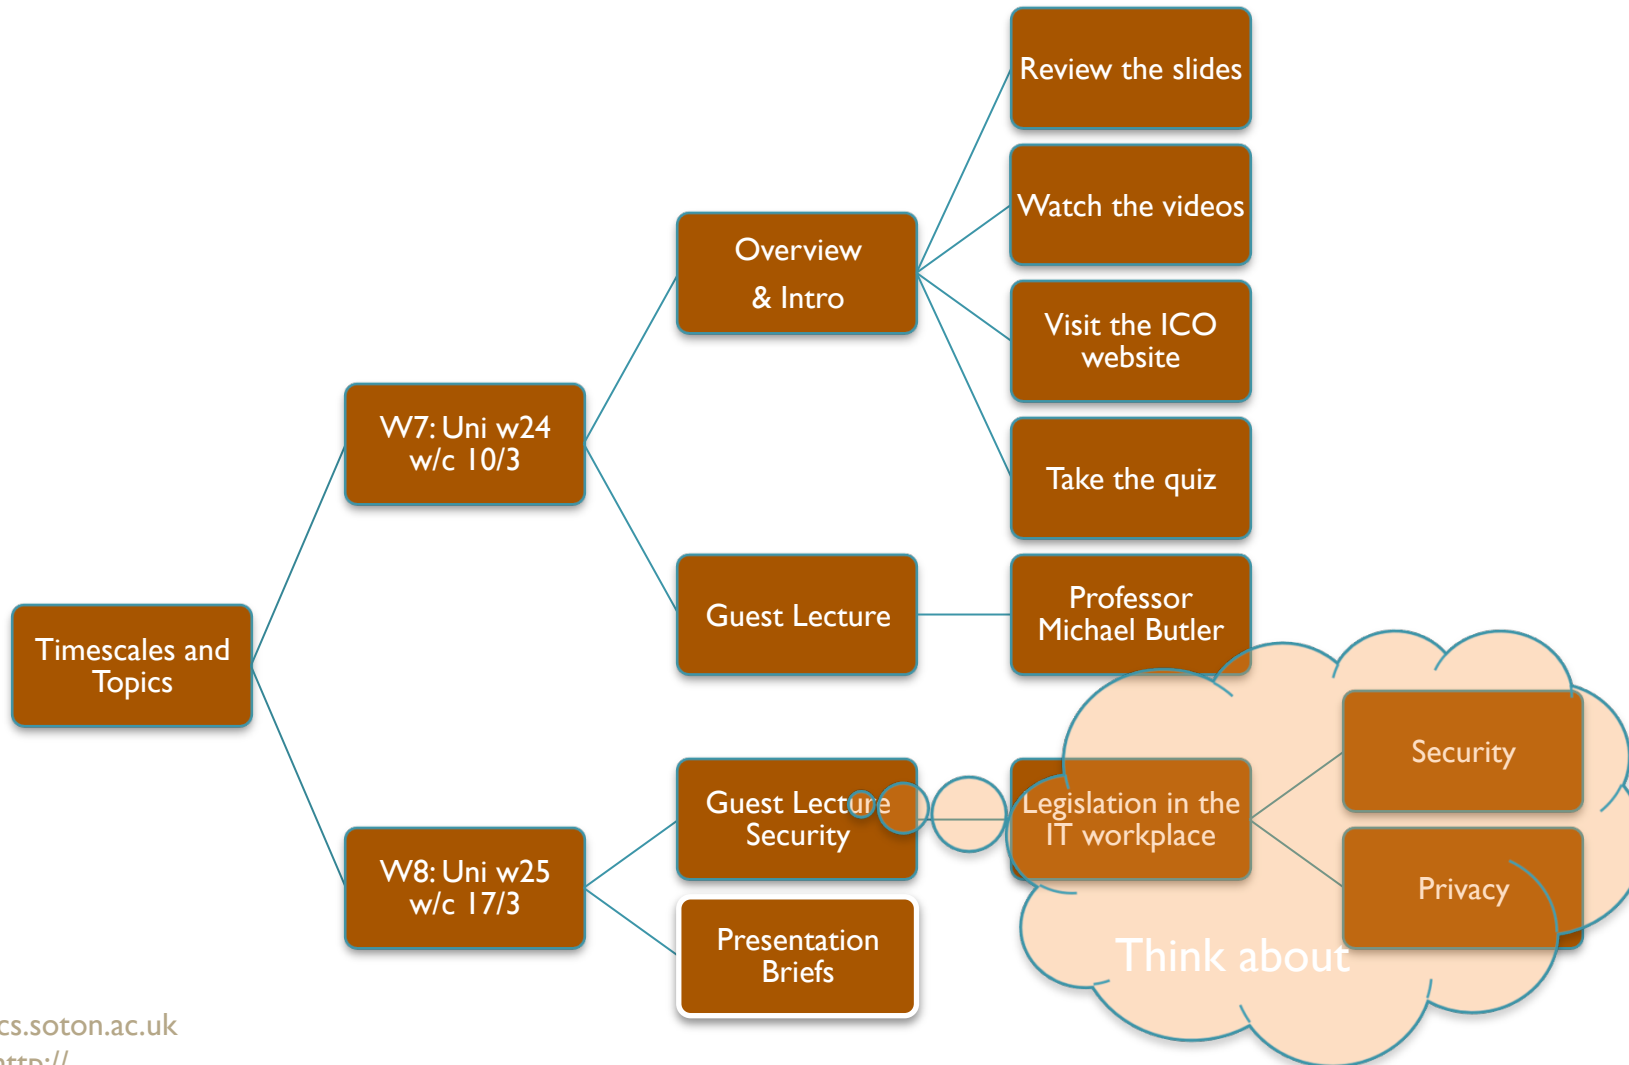 Review the slides
Watch the videos
Overview
& Intro
Visit the ICO
website
W7: Uni w24
w/c 10/3
Take the quiz
Guest Lecture
Professor
Michael Butler
Timescales and
Topics
Security
Guest Lecture
Security
Legislation in the
IT workplace
W8: Uni w25
w/c 17/3
Privacy
Presentation
Briefs
Think about
cs.soton.ac.uk
http://